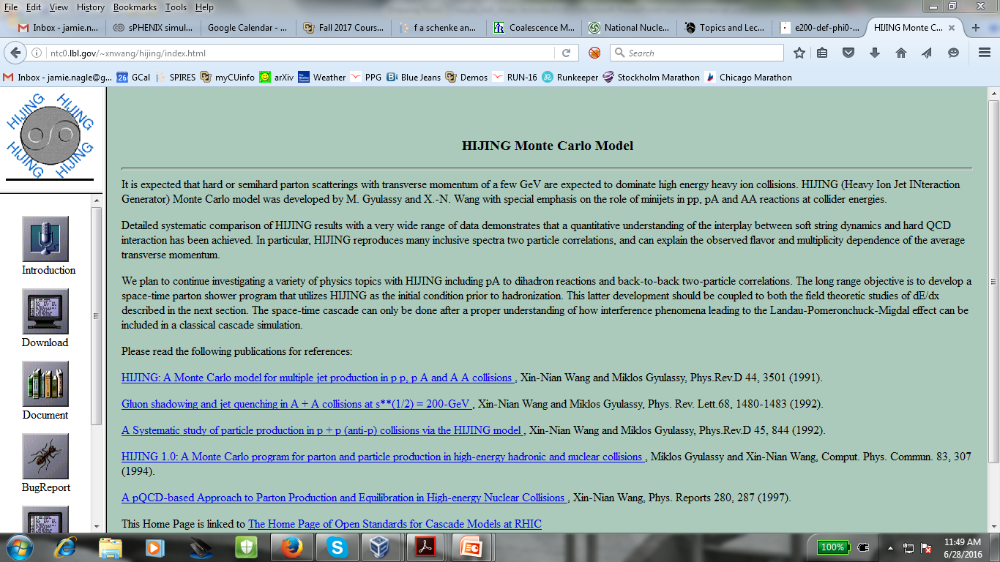 File Edit View History Bookmarks Tools Help
Inbox - jamie.n... sPHENIX simul... Google Calendar - ... Fall 2017 Cours... f a schenke an... Coalescence M... National Nucle... Topics and Lec... e200-def-phi0-... HIJING Monte C...
ntc0.lbl.gov/~xnwang/hijing/index.html Search
Inbox - jamie.nagle@g... 26 GCal SPIRES myCUinfo arXiv Weather PPG Blue Jeans Demos RUN-16 Runkeeper Stockholm Marathon Chicago Marathon
HIJING HIJING HIJING HIJING
Introduction
Download
Document
BugReport
HIJING Monte Carlo Model
It is expected that hard or semihard parton scatterings with transverse momentum of a few GeV are expected to dominate high energy heavy ion collisions. HIJING (Heavy Ion Jet INteraction
Generator) Monte Carlo model was developed by M. Gyulassy and X.-N. Wang with special emphasis on the role of minijets in pp, pA and AA reactions at collider energies.
Detailed systematic comparison of HIJING results with a very wide range of data demonstrates that a quantitative understanding of the interplay between soft string dynamics and hard QCD
interaction has been achieved. In particular, HIJING reproduces many inclusive spectra two particle correlations, and can explain the observed flavor and multiplicity dependence of the average
transverse momentum.
We plan to continue investigating a variety of physics topics with HIJING including pA to dihadron reactions and back-to-back two-particle correlations. The long range objective is to develop a
space-time parton shower program that utilizes HIJING as the initial condition prior to hadronization. This latter development should be coupled to both the field theoretic studies of dE/dx
described in the next section. The space-time cascade can only be done after a proper understanding of how interference phenomena leading to the Landau-Pomeronchuck-Migdal effect can be
included in a classical cascade simulation.
Please read the following publications for references:
HIJING: A Monte Carlo model for multiple jet production in p p, p A and A A collisions , Xin-Nian Wang and Miklos Gyulassy, Phys.Rev.D 44, 3501 (1991).
Gluon shadowing and jet quenching in A + A collisions at s**(1/2) = 200-GeV , Xin-Nian Wang and Miklos Gyulassy, Phys. Rev. Lett.68, 1480-1483 (1992).
A Systematic study of particle production in p + p (anti-p) collisions via the HIJING model , Xin-Nian Wang and Miklos Gyulassy, Phys.Rev.D 45, 844 (1992).
HIJING 1.0: A Monte Carlo program for parton and particle production in high-energy hadronic and nuclear collisions , Miklos Gyulassy and Xin-Nian Wang, Comput. Phys. Commun. 83, 307
(1994).
A pQCD-based Approach to Parton Production and Equilibration in High-energy Nuclear Collisions , Xin-Nian Wang, Phys. Reports 280, 287 (1997).
This Home Page is linked to The Home Page of Open Standards for Cascade Models at RHIC
100% 11:49 AM
6/28/2016